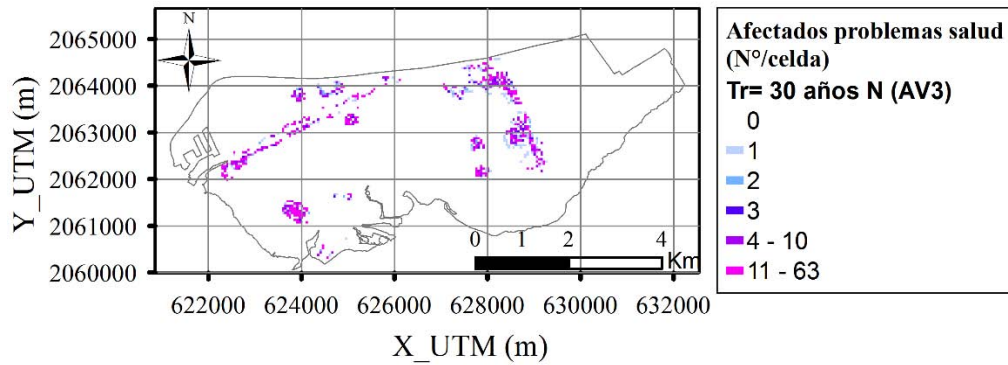 N
2065000
2064000
2063000
2062000
2061000
2060000
Y_UTM (m)
0 1 2 4
Km
622000 624000 626000 628000 630000 632000
X_UTM (m)
Afectados problemas salud
(N°/celda)
Tr= 30 años N (AV3)
0
1
2
3
4 - 10
11 - 63